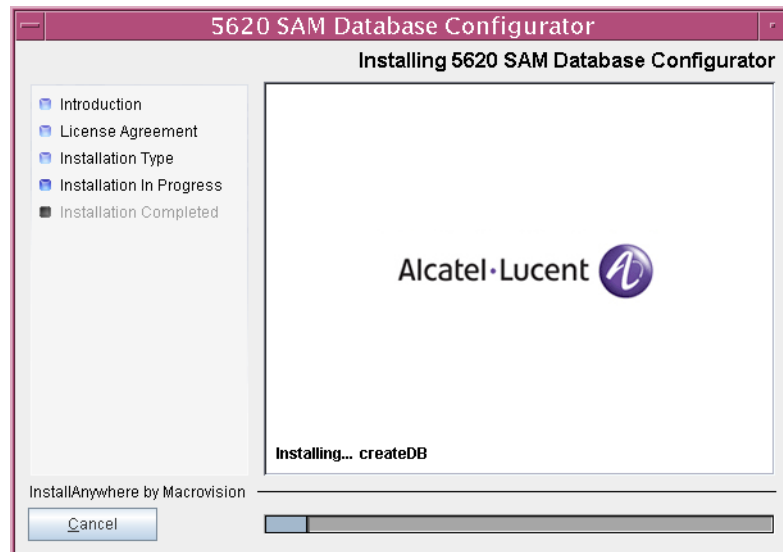 5620 SAM Database Configurator
Installing 5620 SAM Database Configurator
Introduction
License Agreement
Installation Type
Installation In Progress
Installation Completed
Alcatel·Lucent
Installing... createDB
InstallAnywhere by Macrovision
Cancel